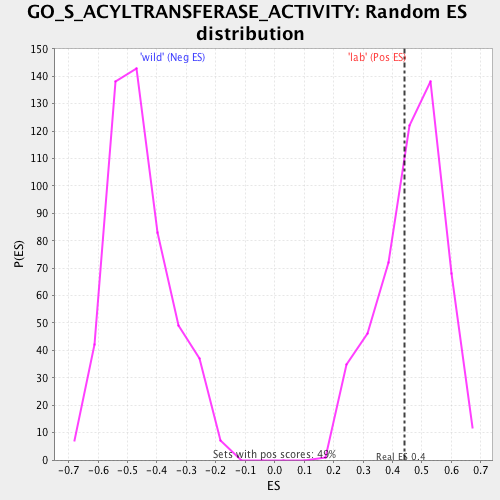 GO_S_ACYLTRANSFERASE_ACTIVITY: Random ES
distribution
'wild' (Neg ES)
'lab' (Pos ES)
150
140
130
120
110
100
90
80
70
60
50
40
30
20
10
0
P(ES)
Sets with pos scores: 49%
Real ES 0.4
-0.7 -0.6 -0.5 -0.4 -0.3 -0.2 -0.1 0.0 0.1 0.2 0.3 0.4 0.5 0.6 0.7
ES